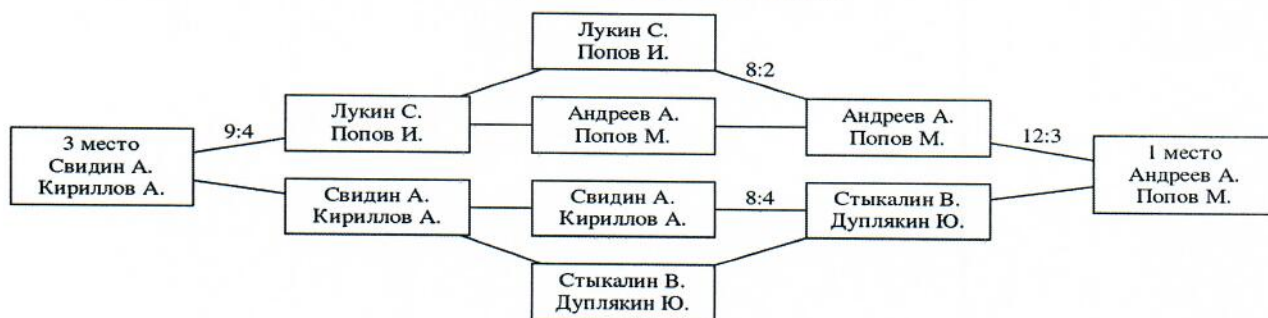 3 место
Свидин А.
Кириллов А.
9:4
Лукин С.
Попов И.
Свидин А.
Кириллов А.
Лукин С.
Попов И.
Андреев А.
Попов М.
Свидин А.
Кириллов А.
Стыкалин В.
Дуплякин Ю.
8:2
8:4
Андреев А.
Попов М.
Стыкалин В.
Дуплякин Ю.
12:3
1 место
Андреев А.
Попов М.